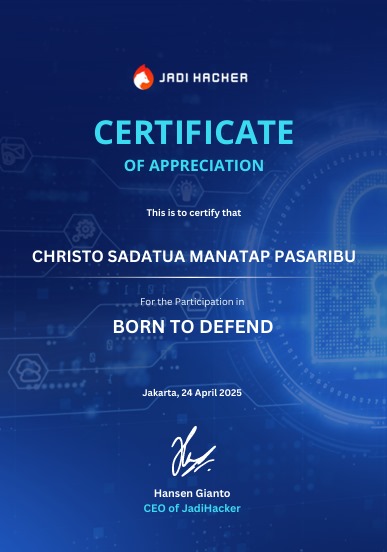 JADI HACKER
CERTIFICATE
OF APPRECIATION
This is to certify that
CHRISTO SADATUA MANATAP PASARIBU
For the Participation in
BORN TO DEFEND
Jakarta, 24 April 2025
Hansen Gianto
CEO of JadiHacker